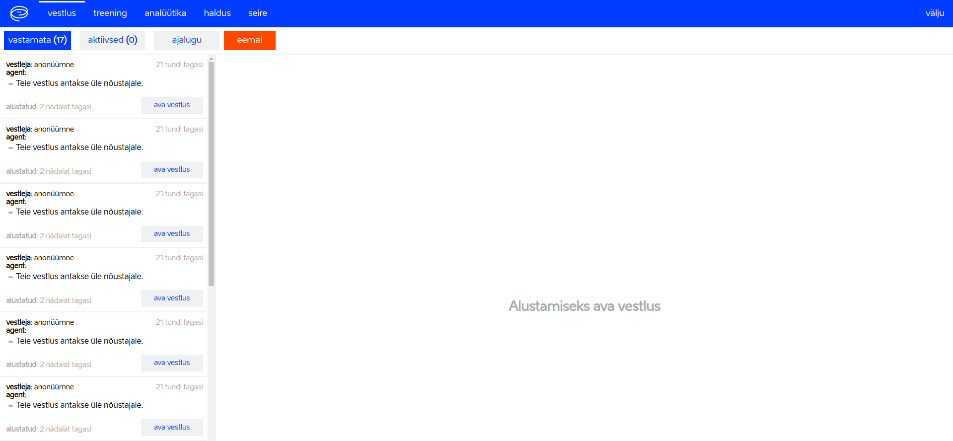 vestlus treening analüütika haldus seire välju
vastamata (17) aktiivsed (0) ajalugu eemal
vestleja: anonüümne 21 tundi tagasi
agent:
Teie vestlus antakse üle nõustajale.
alustatud: 2 nädalat tagasi ava vestlus
vestleja: anonüümne 21 tundi tagasi
agent:
Teie vestlus antakse üle nõustajale.
alustatud: 2 nädalat tagasi ava vestlus
vestleja: anonüümne 21 tundi tagasi
agent:
Teie vestlus antakse üle nõustajale.
alustatud: 2 nädalat tagasi ava vestlus
vestleja: anonüümne 21 tundi tagasi
agent:
Teie vestlus antakse üle nõustajale.
alustatud: 2 nädalat tagasi ava vestlus
vestleja: anonüümne 21 tundi tagasi
agent:
Teie vestlus antakse üle nõustajale.
alustatud: 2 nädalat tagasi ava vestlus
vestleja: anonüümne 21 tundi tagasi
agent:
Teie vestlus antakse üle nõustajale.
alustatud: 2 nädalat tagasi ava vestlus
Alustamiseks ava vestlus